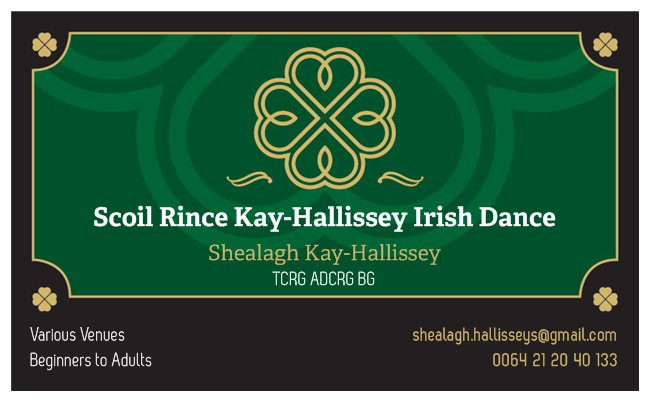 Scoil Rince Kay-Hallissey Irish Dance
Shealagh Kay-Hallissey
TCRG ADCRG BG
Various Venues
Beginners to Adults
shealagh.hallisseys@gmail.com
0064 21 20 40 133